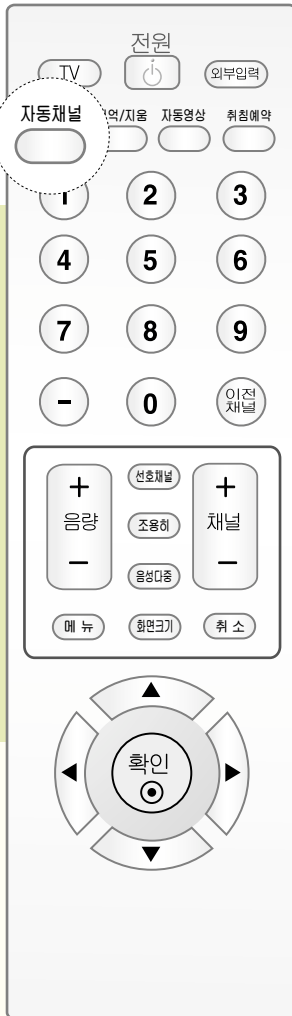 전원
TV 외부입력
자동채널 자동영상 취침예약
1 2 3
4 5 6
7 8 9
- 0 이전
채널
+ 선호채널 +
음량 조용히 채널
- 음성다중 -
메뉴 화면크기 취소
확인